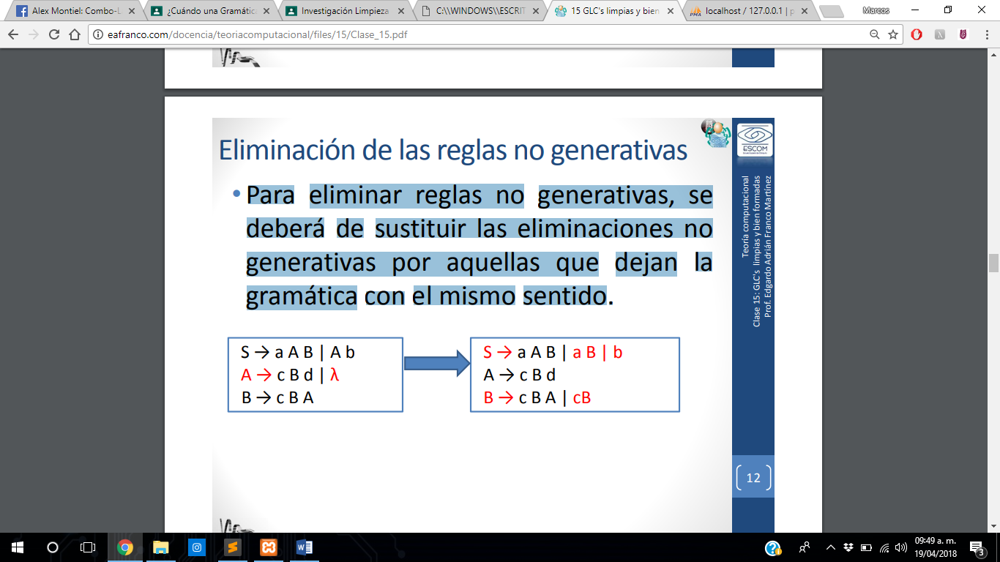 Alex Montiel: Combo-L
¿Cuándo una Gramátic
Investigación Limpieza
C:\\WINDOWS\\ESCRIT
15 GLC's limpias y bien
localhost / 127.0.0.1 | p
Marcos
eafranco.com/docencia/teoriacomputacional/files/15/Clase_15.pdf
Eliminación de las reglas no generativas
ESCOM
• Para eliminar reglas no generativas, se
deberá de sustituir las eliminaciones no
generativas por aquellas que dejan la
gramática con el mismo sentido.
S → a A B | A b
A → c B d | λ
B → c B A
S → a A B | a B | b
A → c B d
B → c B A | cB
Teoría computacional
Clase 15: GLC's limpias y bien formadas
Prof. Edgardo Adrián Franco Martínez
12
09:49 a. m.
19/04/2018
3